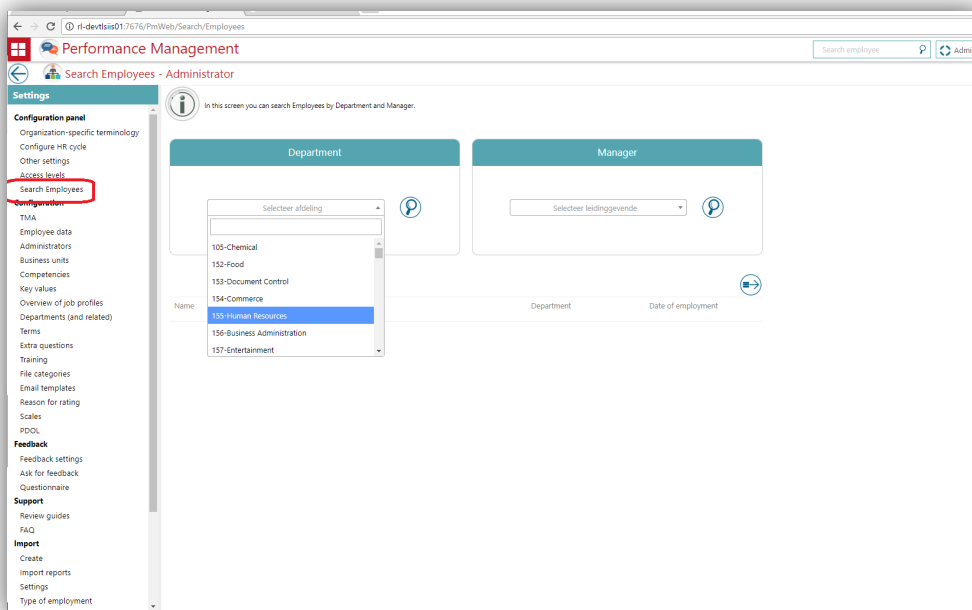 rl-devtlsiis01:7676/PmWeb/Search/Employees
Performance Management
Search employee
Admi
Search Employees - Administrator
Settings
In this screen you can search Employees by Department and Manager.
Configuration panel
Organization-specific terminology
Configure HR cycle
Other settings
Access levels
Search Employees
Configuration
TMA
Employee data
Administrators
Business units
Competencies
Key values
Overview of job profiles
Departments (and related)
Terms
Extra questions
Training
File categories
Email templates
Reason for rating
Scales
PDOL
Feedback
Feedback settings
Ask for feedback
Questionnaire
Support
Review guides
FAQ
Import
Create
Import reports
Settings
Type of employment
Department
Selecteer afdeling
105-Chemical
152-Food
153-Document Control
154-Commerce
155-Human Resources
156-Business Administration
157-Entertainment
Manager
Selecteer leidinggevende
Name
Department
Date of employment